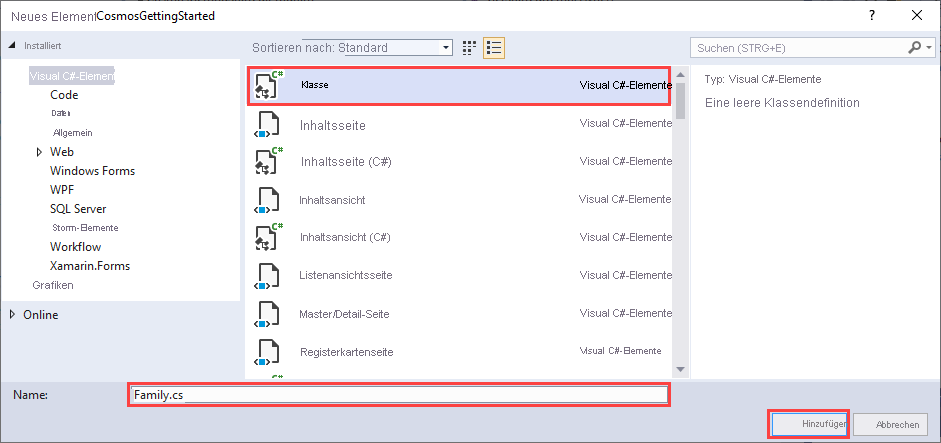 Neues Element CosmosGettingStarted
? ×
Installiert
Sortieren nach: Standard
Suchen (STRG+E)
Visual C#-Element
Code
Daten
Allgemein
Web
Windows Forms
WPF
SQL Server
Storm-Elemente
Workflow
Xamarin.Forms
Grafiken
Online
C# Klasse Visual C#-Elemente
Inhaltsseite Visual C#-Elemente
C# Inhaltsseite (C#) Visual C#-Elemente
Inhaltsansicht Visual C#-Elemente
C# Inhaltsansicht (C#) Visual C#-Elemente
Listenansichtsseite Visual C#-Elemente
Master/Detail-Seite Visual C#-Elemente
Registerkartenseite Visual C#-Elemente
Typ: Visual C#-Elemente
Eine leere Klassendefinition
Name: Family.cs
Hinzufügen Abbrechen